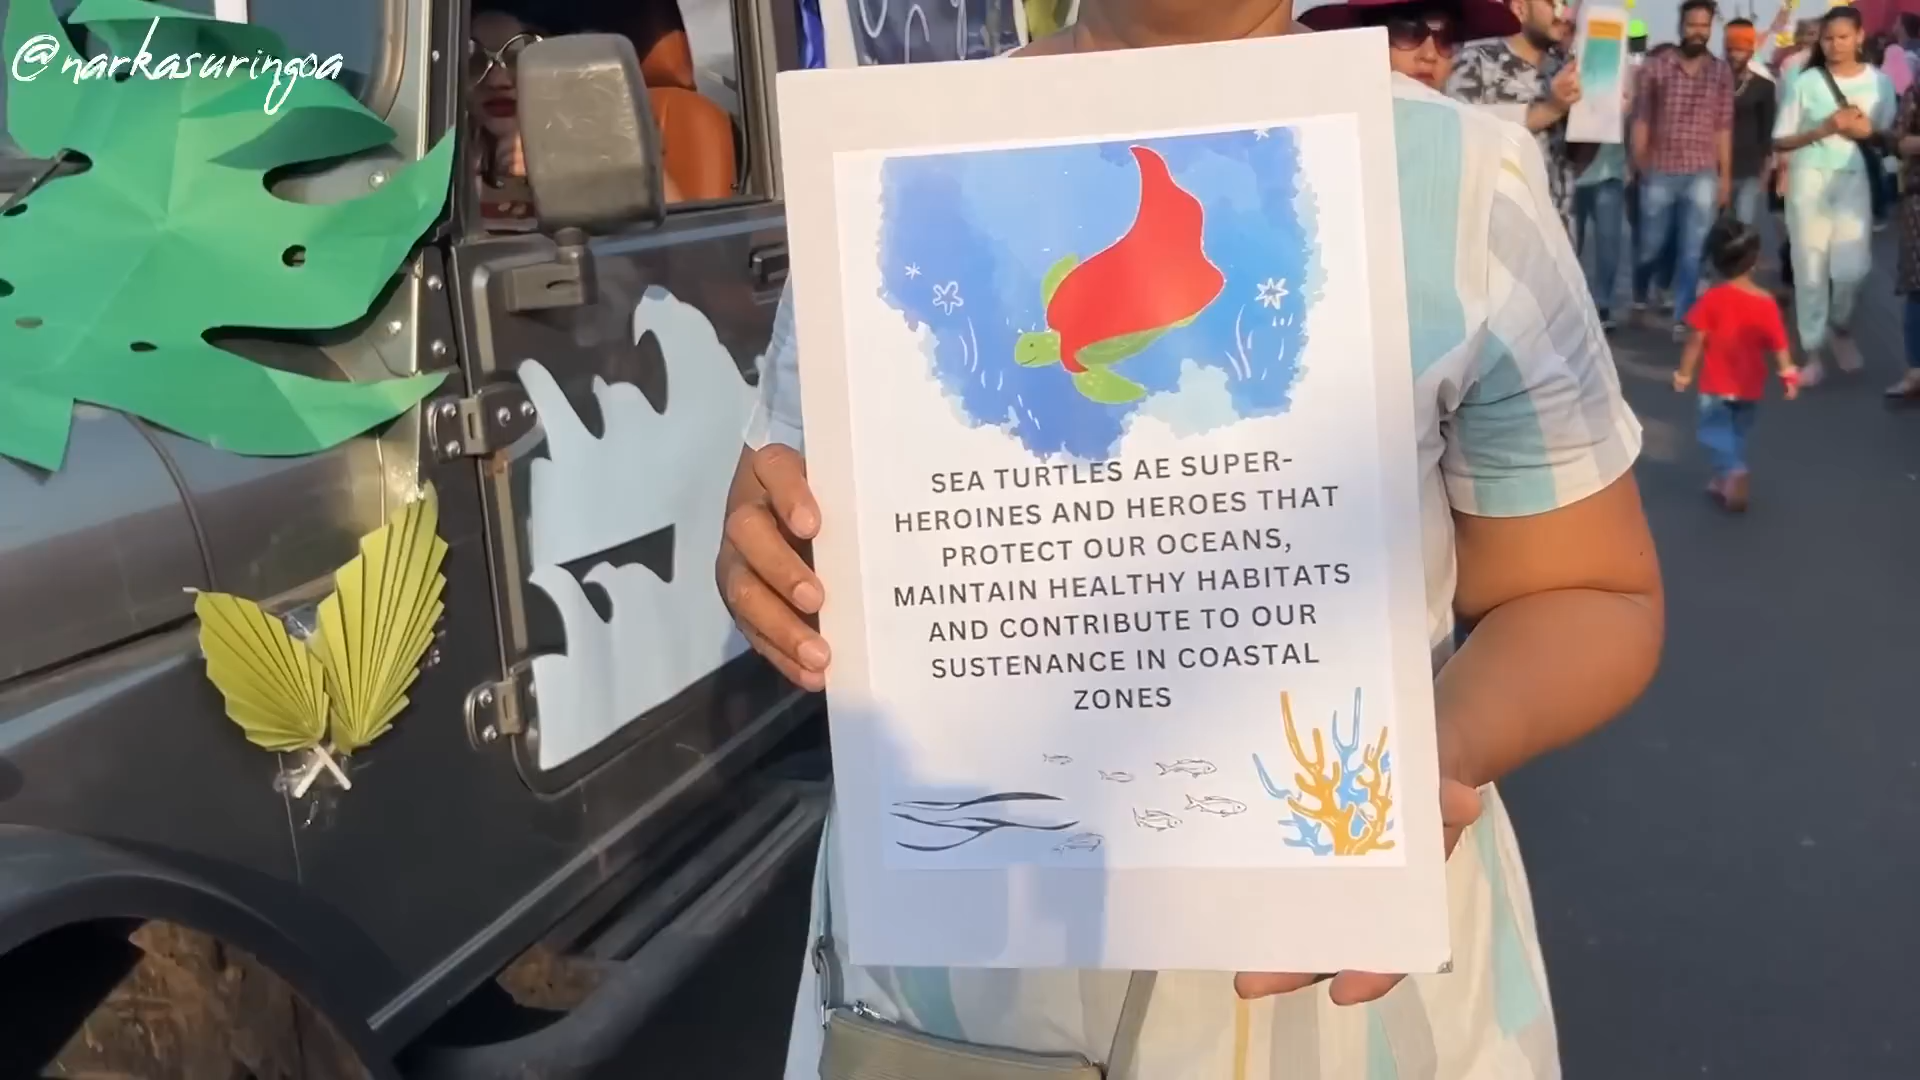 @narkasuringoa
SEA TURTLES AE SUPER-
HEROINES AND HEROES THAT
PROTECT OUR OCEANS,
MAINTAIN HEALTHY HABITATS
AND CONTRIBUTE TO OUR
SUSTENANCE IN COASTAL
ZONES